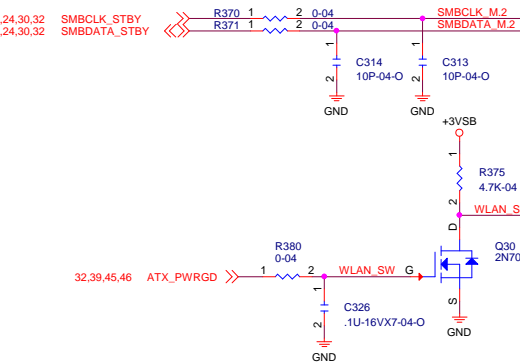 ,24,30,32 SMBCLK_STBY R370 1 2 0-04 SMBCLK_M.2
,24,30,32 SMBDATA_STBY R371 1 2 0-04 SMBDATA_M.2
1 1
C314 C313
10P-04-O 10P-04-O
2 2
GND GND
+3VSB
1
R375
4.7K-04
2
WLAN_S
D
R380 Q30
0-04 2N70
32,39,45,46 ATX_PWRGD 1 2 WLAN_SW G
1 S
C326
.1U-16VX7-04-O
2 GND
GND